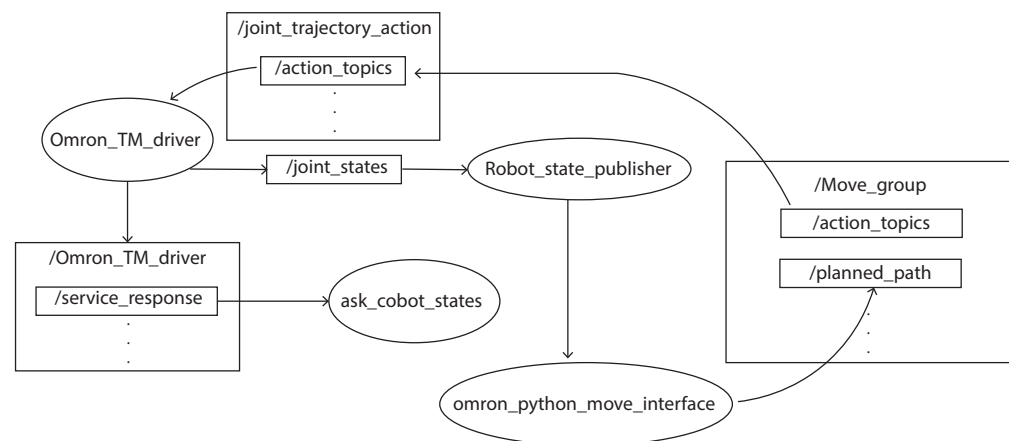 /joint_trajectory_action
/action_topics
.
.
.
Omron_TM_driver
/joint_states
Robot_state_publisher
/Move_group
/action_topics
/planned_path
.
.
.
/Omron_TM_driver
/service_response
.
.
.
ask_cobot_states
omron_python_move_interface